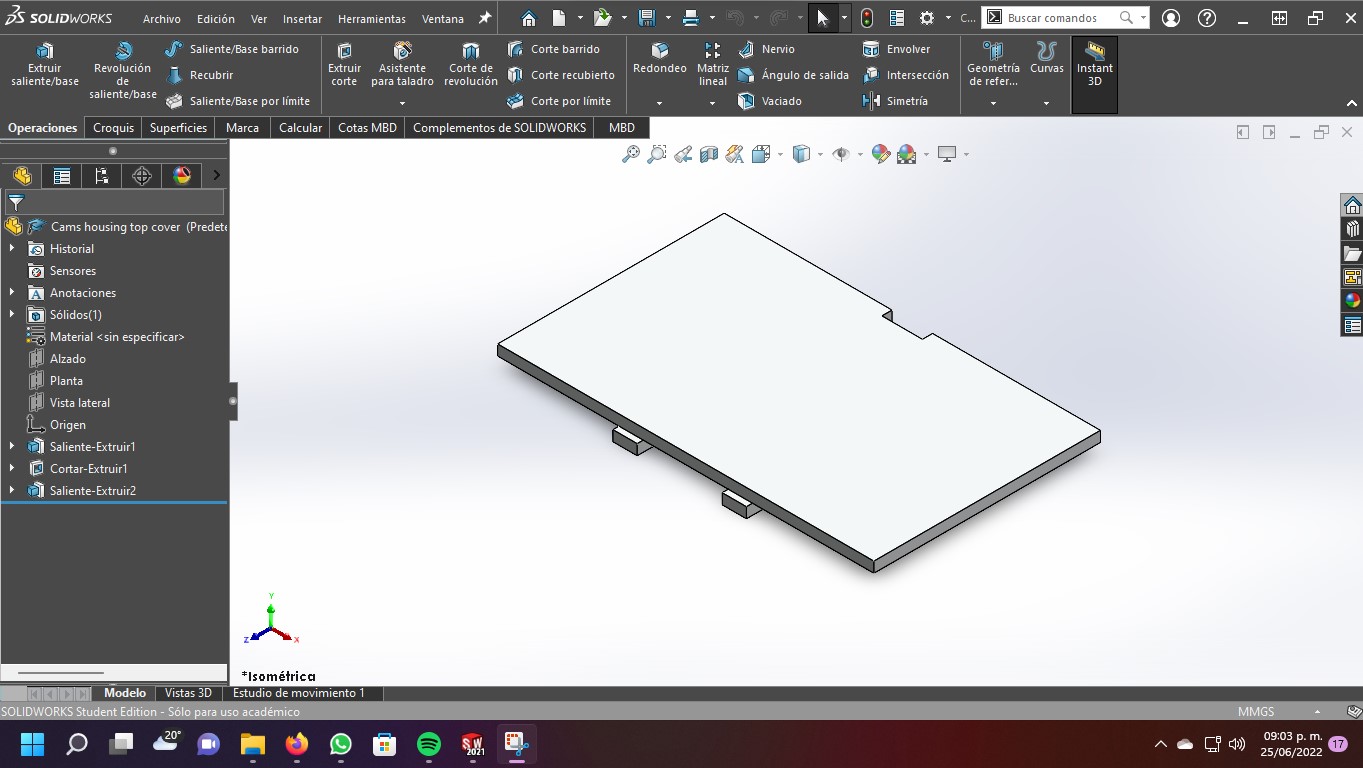 SOLIDWORKS Archivo Edición Ver Insertar Herramientas Ventana C... Buscar comandos
Extruir saliente/base
Revolución de saliente/base
Saliente/Base barrido
Recubrir
Saliente/Base por límite
Extruir corte
Asistente para taladro
Corte de revolución
Corte barrido
Corte recubierto
Corte por límite
Redondeo
Matriz lineal
Nervio
Ángulo de salida
Vaciado
Envolver
Intersección
Simetría
Geometría de refer...
Curvas
Instant 3D
Operaciones Croquis Superficies Marca Calcular Cotas MBD Complementos de SOLIDWORKS MBD
Cams housing top cover (Predete
Historial
Sensores
Anotaciones
Sólidos(1)
Material <sin especificar>
Alzado
Planta
Vista lateral
Origen
Saliente-Extruir1
Cortar-Extruir1
Saliente-Extruir2
Y
Z X
*Isométrica
Modelo Vistas 3D Estudio de movimiento 1
SOLIDWORKS Student Edition - Sólo para uso académico MMGS
20°
SW 2021
09:03 p. m.
25/06/2022 17